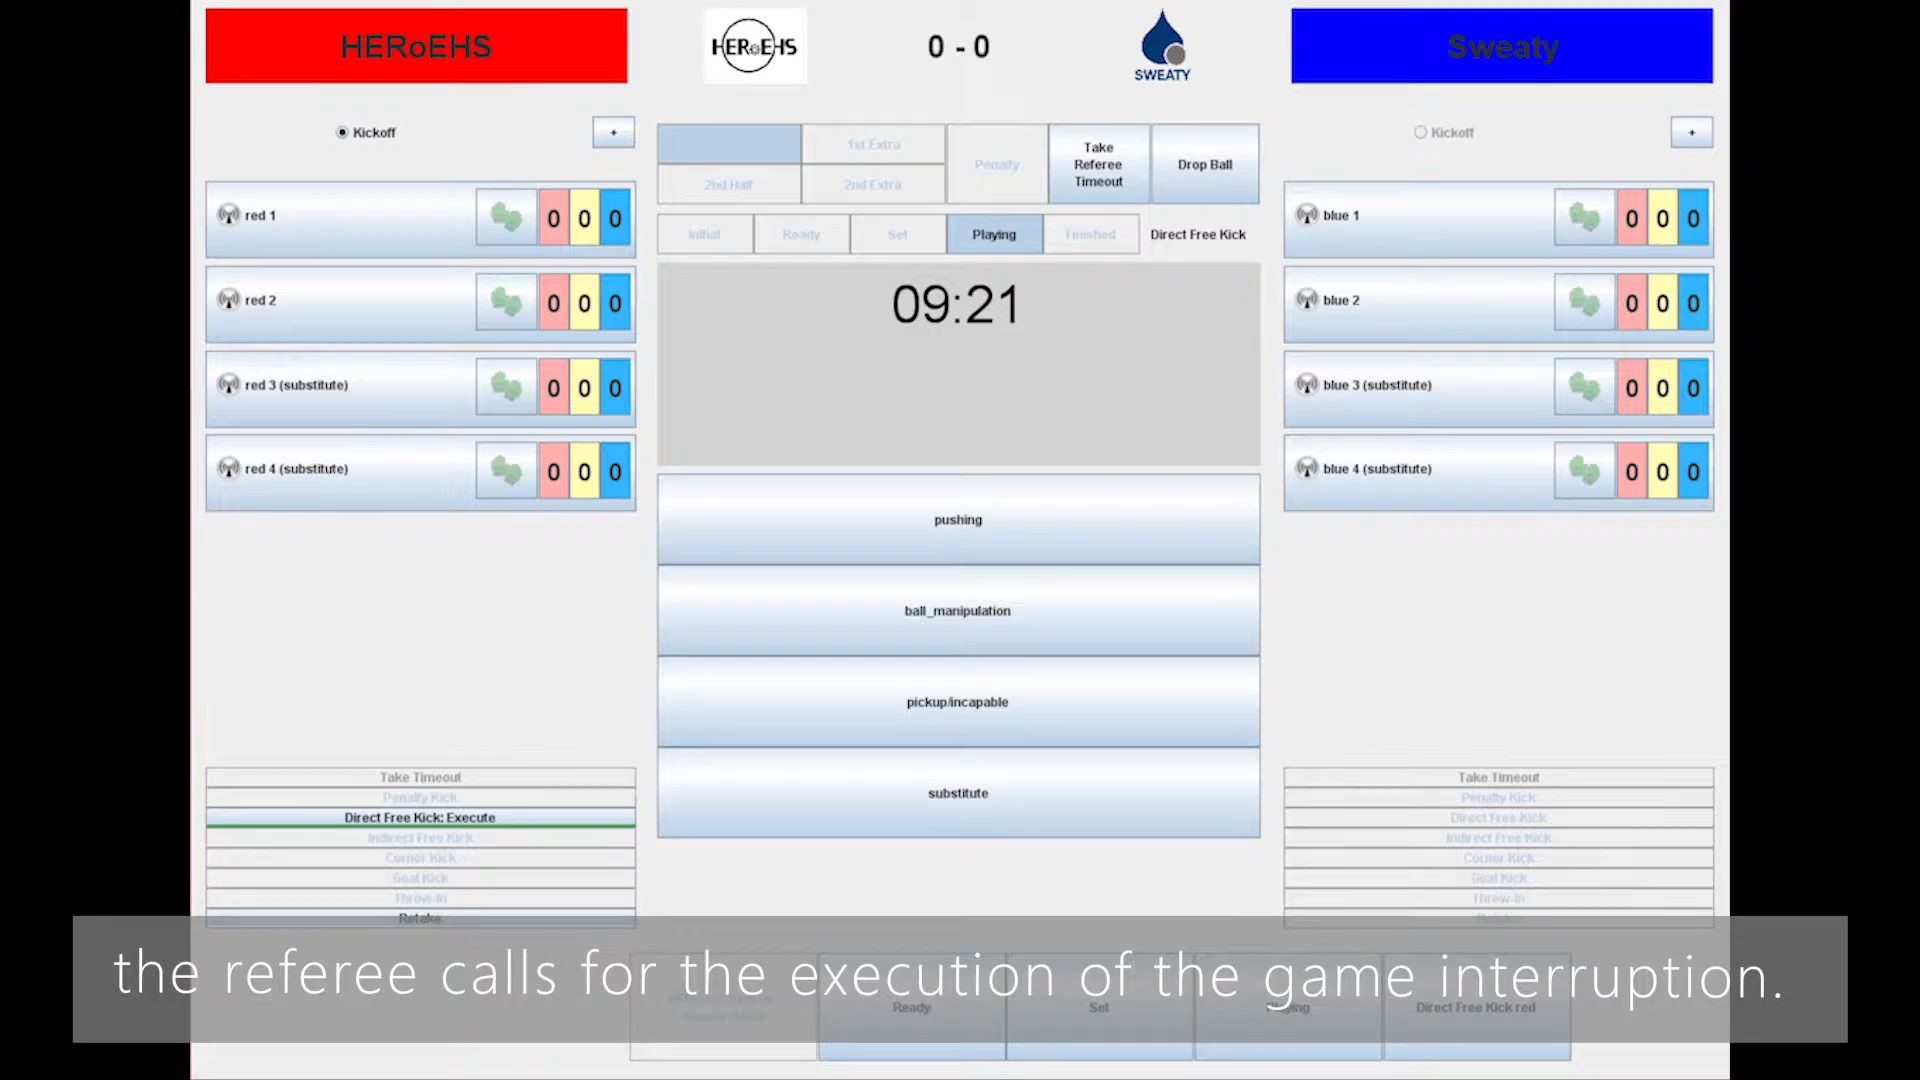 HERoEHS
HERoEHS
0 - 0
SWEATY
Sweaty
Kickoff
+
1st Extra
2nd Half
2nd Extra
Penalty
Take
Referee
Timeout
Drop Ball
Kickoff
+
Initial
Ready
Set
Playing
Finished
Direct Free Kick
09:21
red 1
0 0 0
red 2
0 0 0
red 3 (substitute)
0 0 0
red 4 (substitute)
0 0 0
blue 1
0 0 0
blue 2
0 0 0
blue 3 (substitute)
0 0 0
blue 4 (substitute)
0 0 0
pushing
ball_manipulation
pickup/incapable
substitute
Take Timeout
Penalty Kick
Direct Free Kick: Execute
Indirect Free Kick
Corner Kick
Goal Kick
Throw-In
Retake
Take Timeout
Penalty Kick
Direct Free Kick
Indirect Free Kick
Corner Kick
Goal Kick
Throw-In
Retake
the referee calls for the execution of the game interruption.
Ready
Set
Playing
Direct Free Kick red